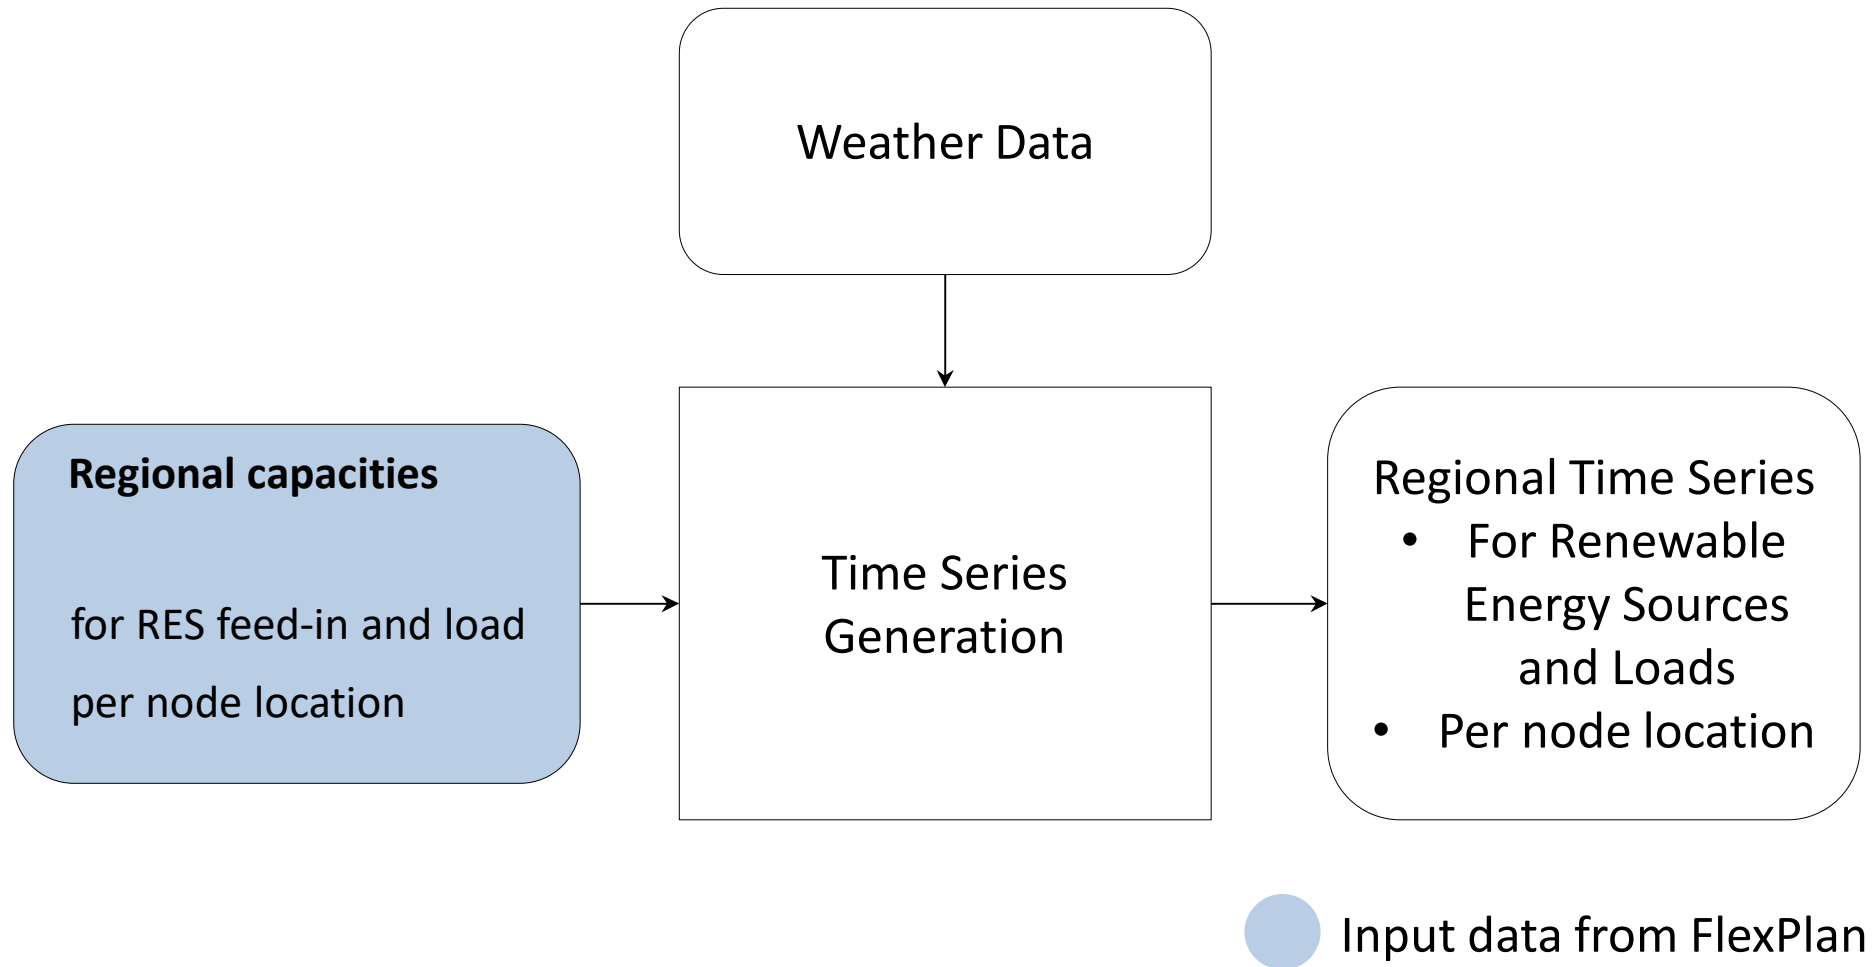 Weather Data
Regional capacities
for RES feed-in and load
per node location
Time Series
Generation
Regional Time Series
• For Renewable
Energy Sources
and Loads
• Per node location
Input data from FlexPlan